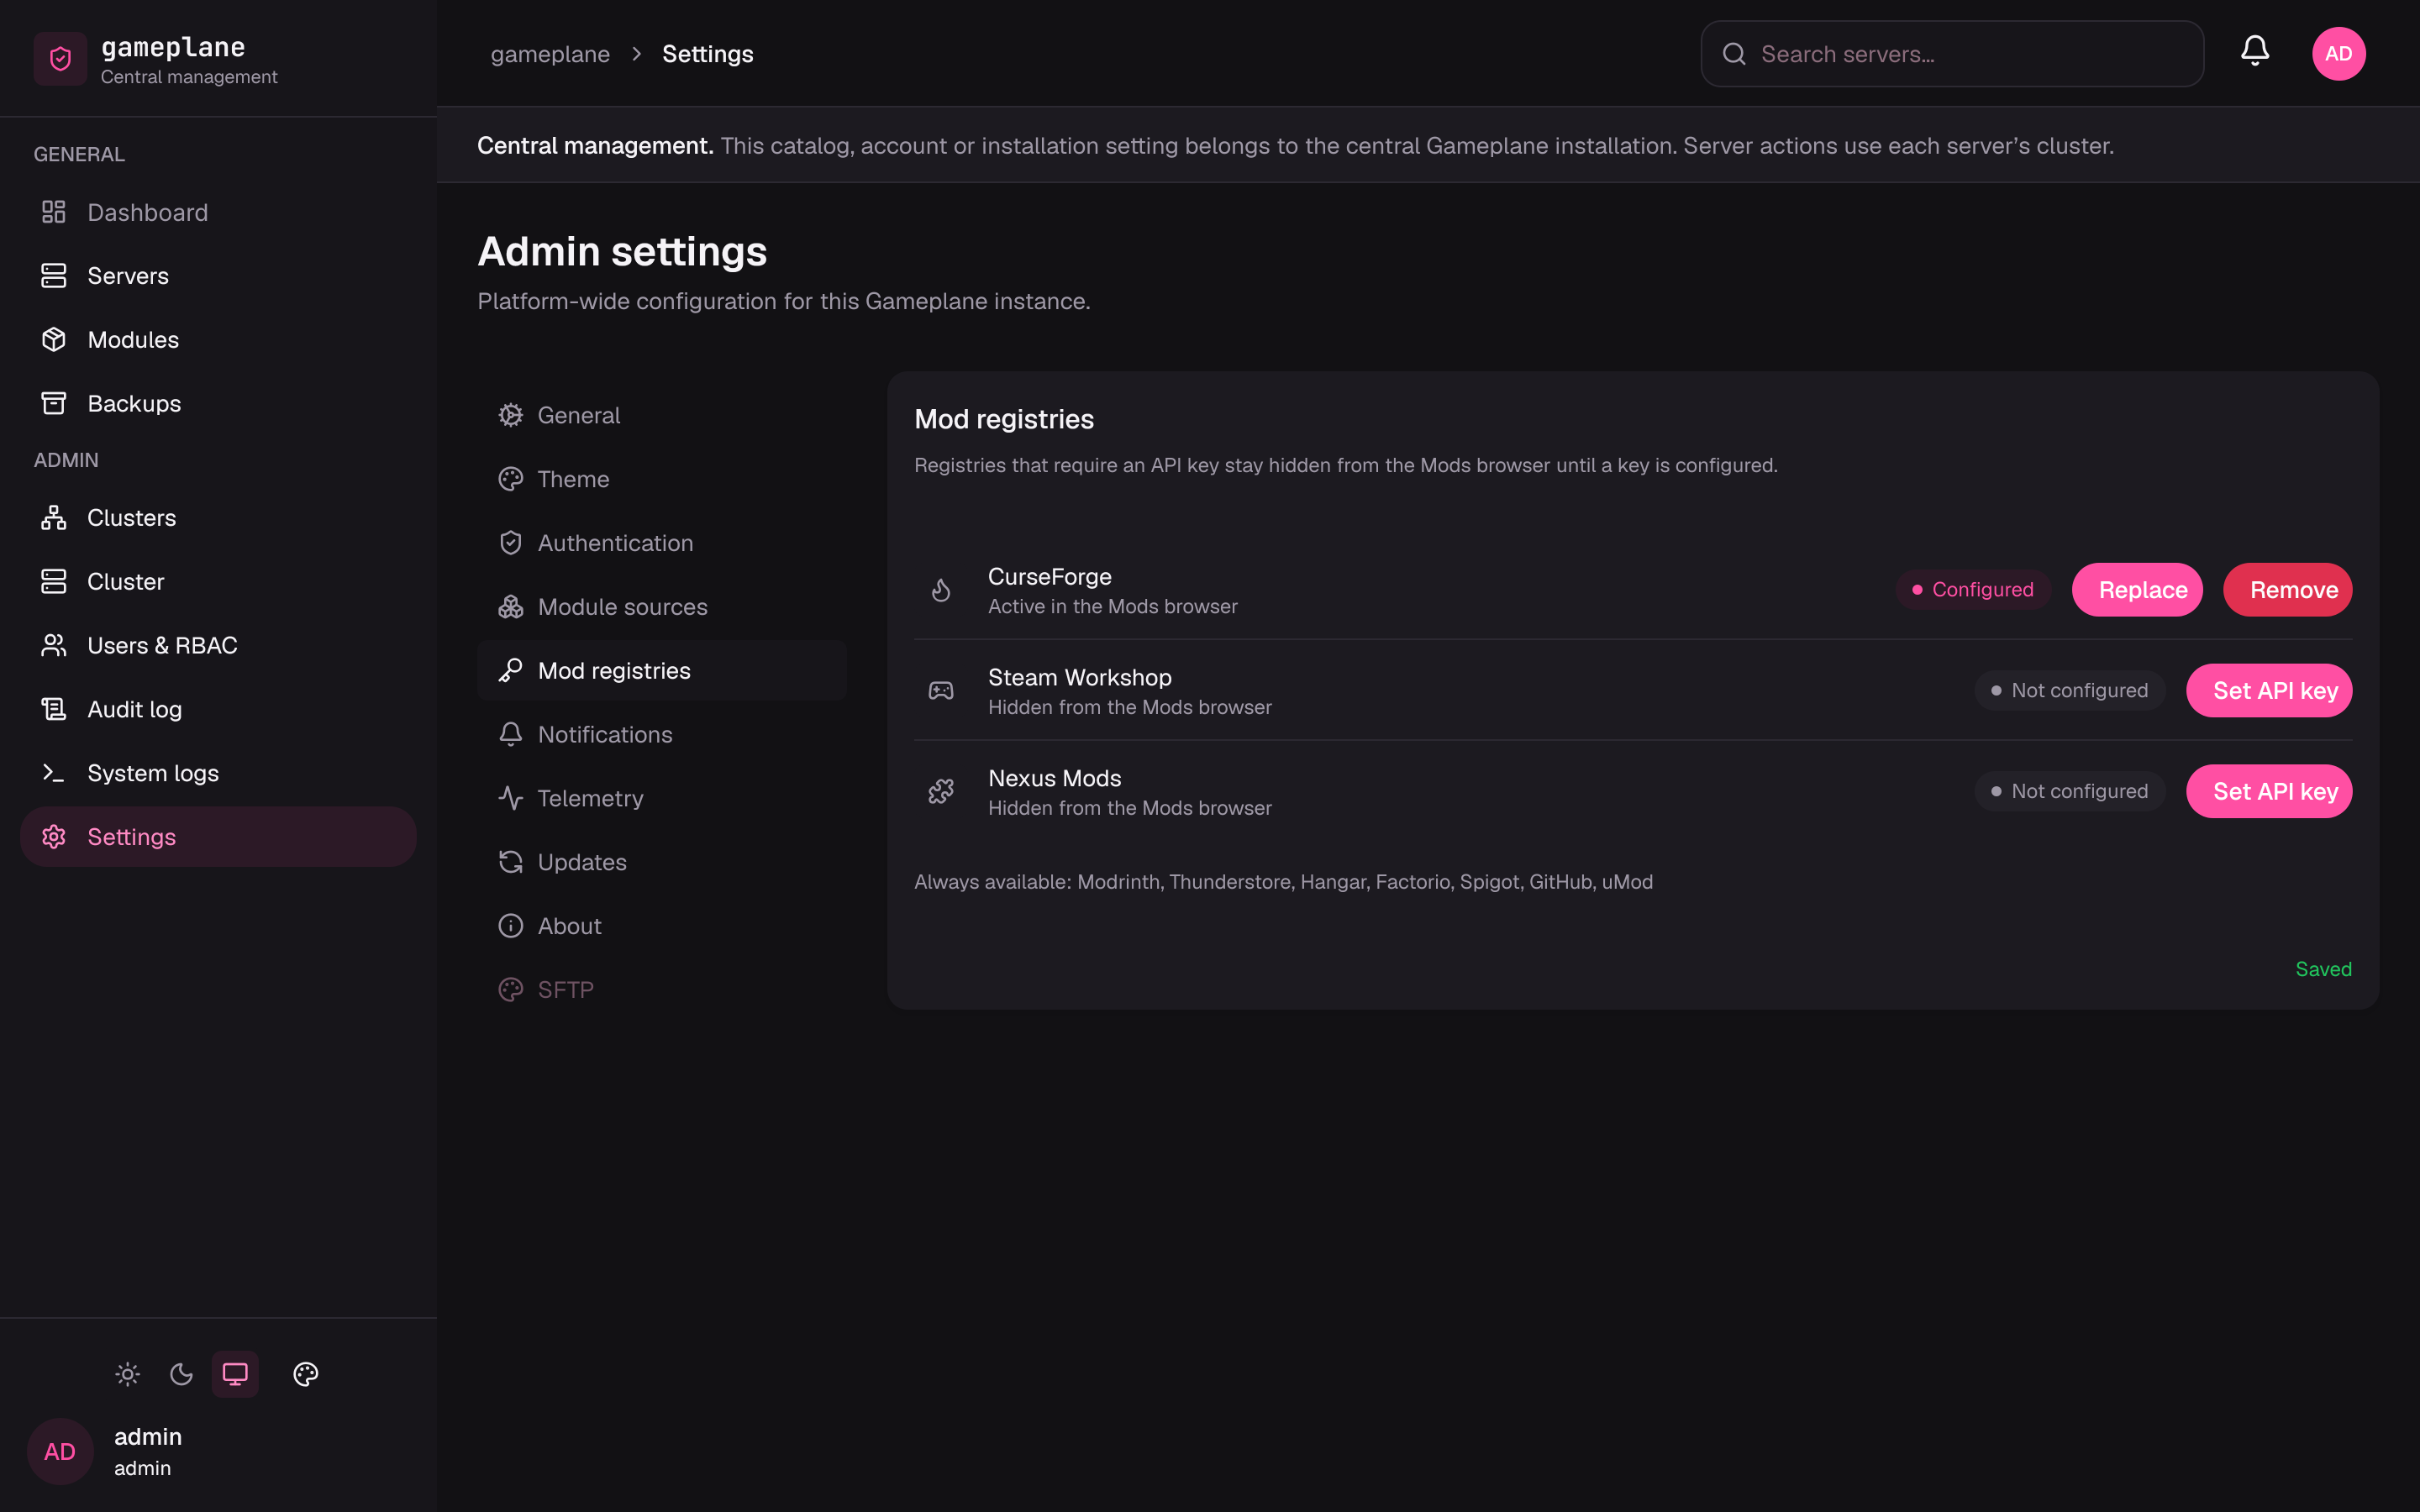 gameplane
Central management
GENERAL
Dashboard
Servers
Modules
Backups
ADMIN
Clusters
Cluster
Users & RBAC
Audit log
System logs
Settings
AD
admin
admin
gameplane > Settings
Search servers...
AD
Central management. This catalog, account or installation setting belongs to the central Gameplane installation. Server actions use each server’s cluster.
Admin settings
Platform-wide configuration for this Gameplane instance.
General
Theme
Authentication
Module sources
Mod registries
Notifications
Telemetry
Updates
About
SFTP
Mod registries
Registries that require an API key stay hidden from the Mods browser until a key is configured.
CurseForge
Active in the Mods browser
Configured
Replace
Remove
Steam Workshop
Hidden from the Mods browser
Not configured
Set API key
Nexus Mods
Hidden from the Mods browser
Not configured
Set API key
Always available: Modrinth, Thunderstore, Hangar, Factorio, Spigot, GitHub, uMod
Saved